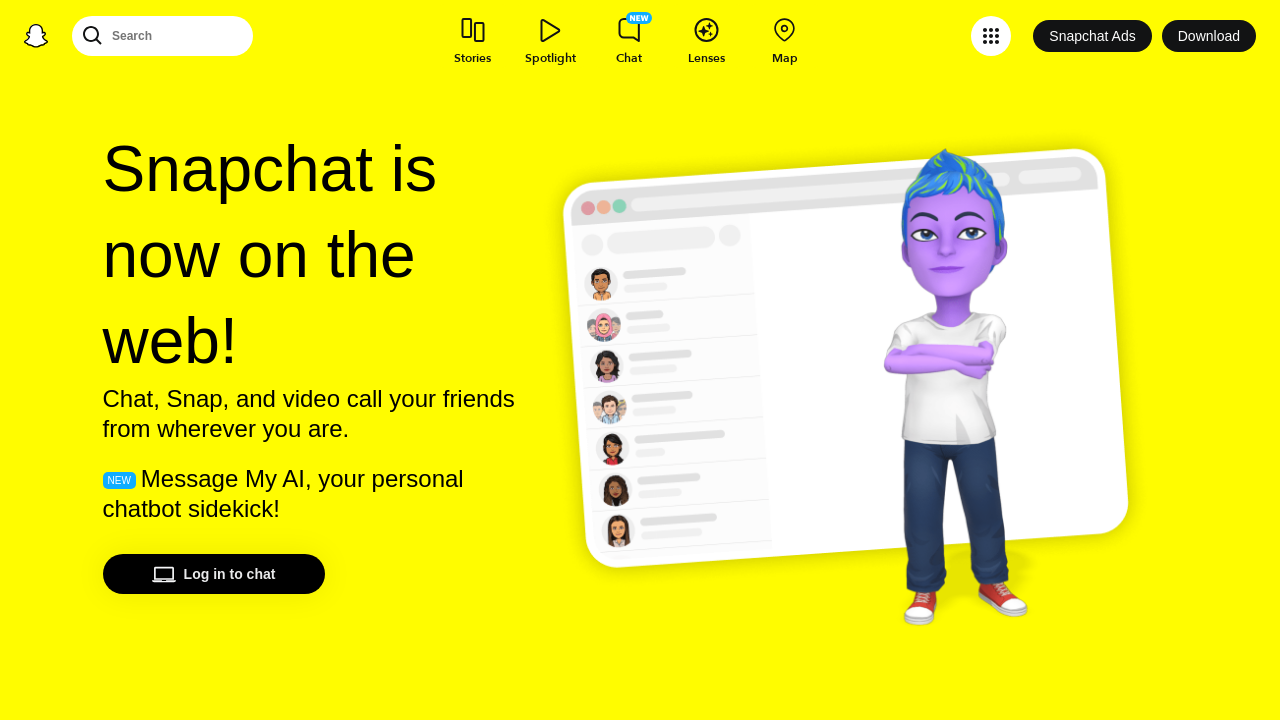 Search
NEW
Stories
Spotlight
Chat
Lenses
Map
Snapchat Ads
Download
Snapchat is
now on the
web!
Chat, Snap, and video call your friends
from wherever you are.
NEW Message My AI, your personal
chatbot sidekick!
Log in to chat